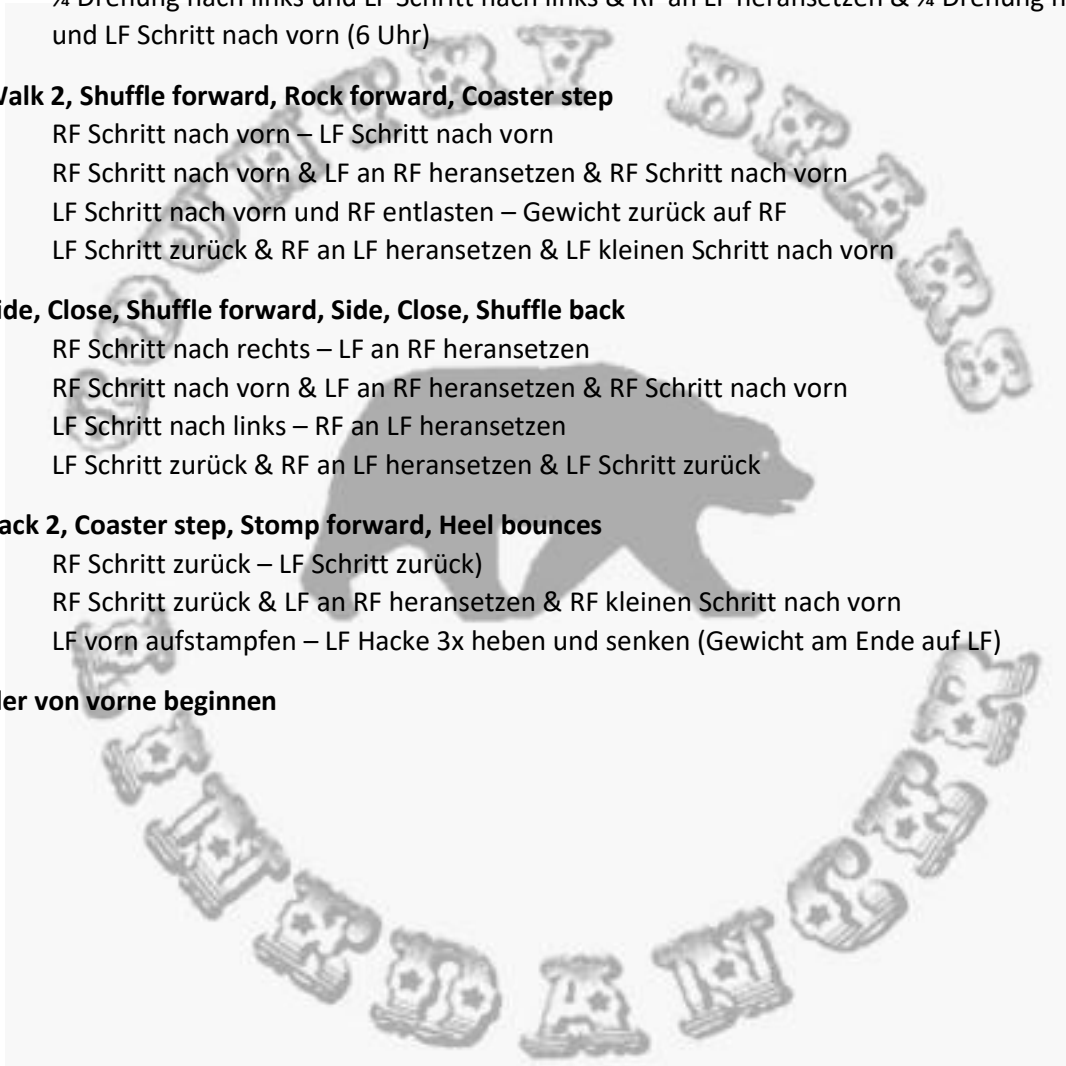 ¼ Drehung nach links und LF Schritt nach links & RF an LF heransetzen & ¼ Drehung
und LF Schritt nach vorn (6 Uhr)
Walk 2, Shuffle forward, Rock forward, Coaster step
RF Schritt nach vorn – LF Schritt nach vorn
RF Schritt nach vorn & LF an RF heransetzen & RF Schritt nach vorn
LF Schritt nach vorn und RF entlasten – Gewicht zurück auf RF
LF Schritt zurück & RF an LF heransetzen & LF kleinen Schritt nach vorn
ide, Close, Shuffle forward, Side, Close, Shuffle back
RF Schritt nach rechts – LF an RF heransetzen
RF Schritt nach vorn & LF an RF heransetzen & RF Schritt nach vorn
LF Schritt nach links – RF an LF heransetzen
LF Schritt zurück & RF an LF heransetzen & LF Schritt zurück
ack 2, Coaster step, Stomp forward, Heel bounces
RF Schritt zurück – LF Schritt zurück)
RF Schritt zurück & LF an RF heransetzen & RF kleinen Schritt nach vorn
LF vorn aufstampfen – LF Hacke 3x heben und senken (Gewicht am Ende auf LF)
der von vorne beginnen
COUNTRY BEARS
LINEDANCER